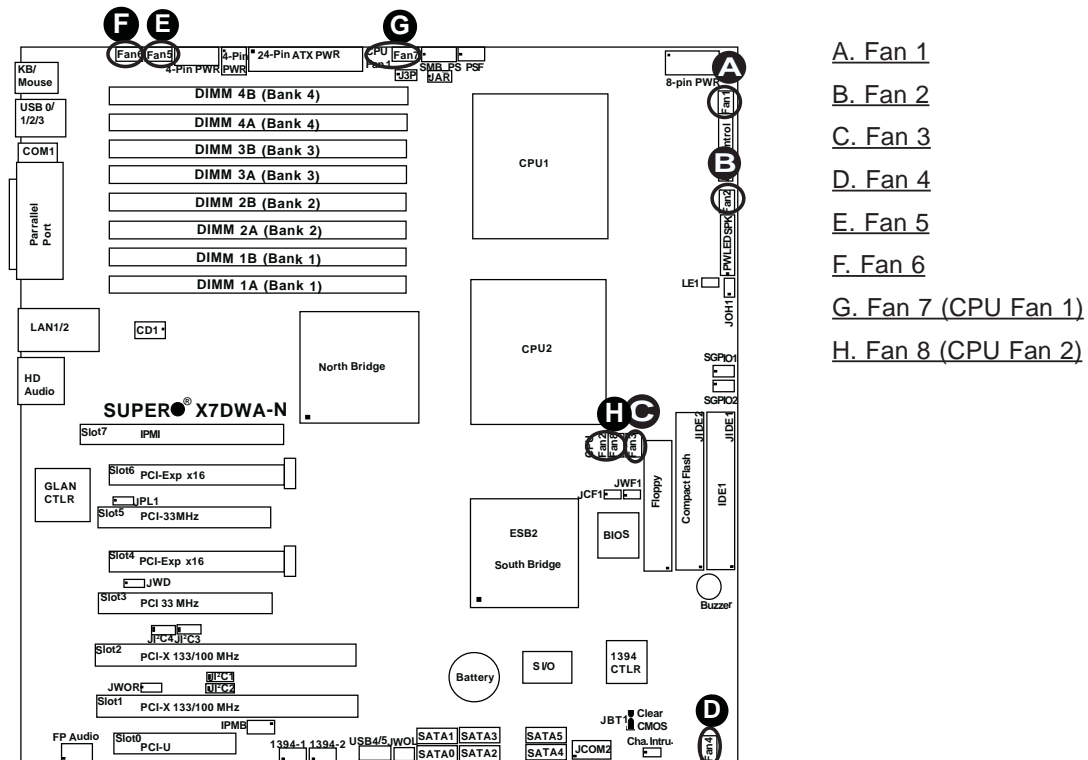 F E G
Fan6 Fan5 4-Pin PWR 4-Pin PWR 24-Pin ATX PWR CPU Fan1 Fan7 SMB_PS PSF
J3P JAR
8-pin PWR
A
Fan1
ntrol
B
Fan2
PWLEDSPK
LE1
JOH1
KB/
Mouse
USB 0/
1/2/3
COM1
Parrallel
Port
LAN1/2
HD
Audio
DIMM 4B (Bank 4)
DIMM 4A (Bank 4)
DIMM 3B (Bank 3)
DIMM 3A (Bank 3)
DIMM 2B (Bank 2)
DIMM 2A (Bank 2)
DIMM 1B (Bank 1)
DIMM 1A (Bank 1)
CPU1
CD1
North Bridge
CPU2
SGPIO1
SGPIO2
SUPER® X7DWA-N
H C
CPU
Fan2
Fan8
Fan3
JIDE2
JIDE1
Slot7 IPMI
Slot6 PCI-Exp x16
GLAN
CTLR
JPL1
Slot5 PCI-33MHz
Slot4 PCI-Exp x16
JWD
Slot3 PCI 33 MHz
JI²C4 JI²C3
Slot2 PCI-X 133/100 MHz
JI²C1
JI²C2
JWOR
Slot1 PCI-X 133/100 MHz
IPMB
Slot0 PCI-U
FP Audio
1394-1 1394-2
USB4/5 JWOL
JCF1 JWF1
BIOS
Floppy
Compact Flash
IDE1
ESB2
South Bridge
Buzzer
Battery
SI/O
1394
CTLR
SATA1 SATA3 SATA5
SATA0 SATA2 SATA4
JCOM2
JBT1
Clear
CMOS
Cha.Intru.
D
Fan4
A. Fan 1
B. Fan 2
C. Fan 3
D. Fan 4
E. Fan 5
F. Fan 6
G. Fan 7 (CPU Fan 1)
H. Fan 8 (CPU Fan 2)